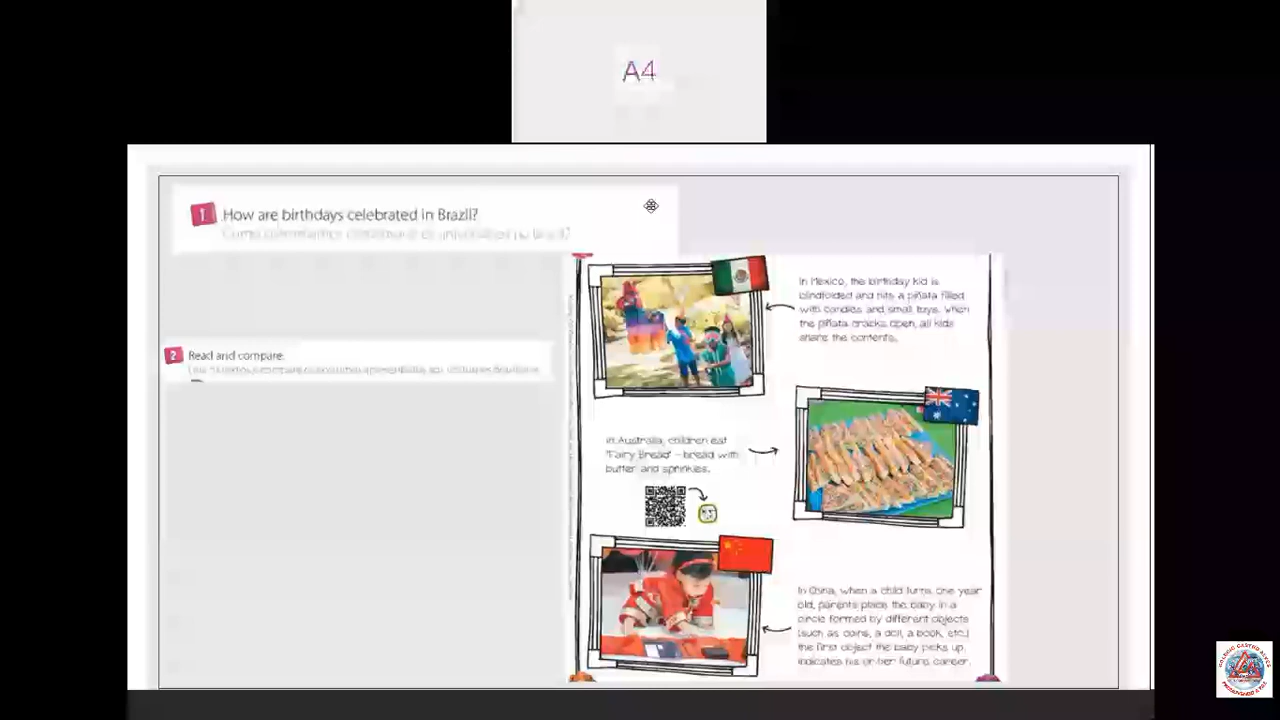 A4
1 How are birthdays celebrated in Brazil?
2 Read and compare.
In Mexico, the birthday kid is
blindfolded and hits a piñata filled
with candies and small toys. When
the piñata cracks open, all kids
share the contents.
In Australia, children eat
"Fairy Bread" – bread with
butter and sprinkles.
In China, when a child turns one year
old, parents place the baby in a
circle formed by different objects
(such as coins, a doll, a book, etc.)
the first object the baby picks up,
indicates his or her future career.